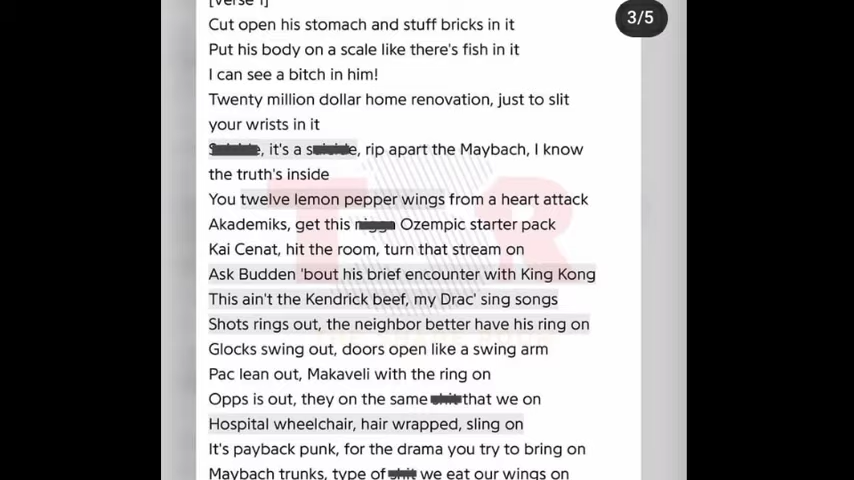 [Verse 1]
3/5
Cut open his stomach and stuff bricks in it
Put his body on a scale like there's fish in it
I can see a bitch in him!
Twenty million dollar home renovation, just to slit
your wrists in it
, it's a , rip apart the Maybach, I know
the truth's inside
You twelve lemon pepper wings from a heart attack
Akademiks, get this Ozempic starter pack
Kai Cenat, hit the room, turn that stream on
Ask Budden 'bout his brief encounter with King Kong
This ain't the Kendrick beef, my Drac' sing songs
Shots rings out, the neighbor better have his ring on
Glocks swing out, doors open like a swing arm
Pac lean out, Makaveli with the ring on
Opps is out, they on the same that we on
Hospital wheelchair, hair wrapped, sling on
It's payback punk, for the drama you try to bring on
Maybach trunks, type of we eat our wings on